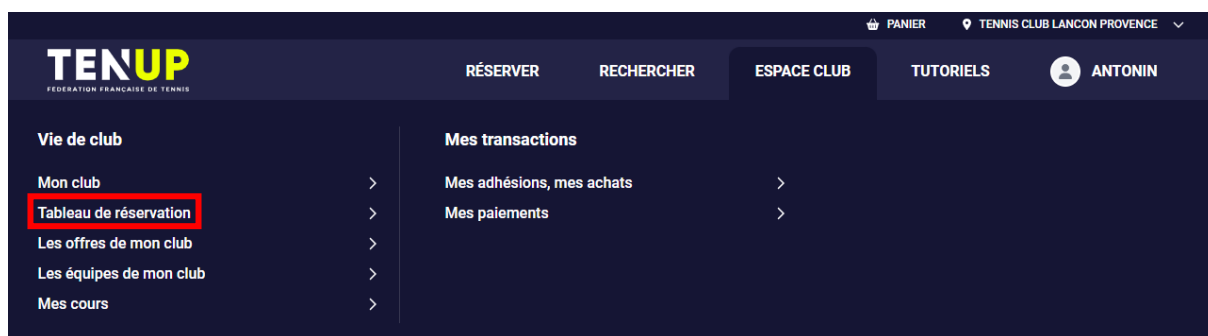 PANIER TENNIS CLUB LANCON PROVENCE
TENUP
FEDERATION FRANCAISE DE TENNIS
RÉSERVER RECHERCHER ESPACE CLUB TUTORIELS ANTONIN
Vie de club
Mon club
Tableau de réservation
Les offres de mon club
Les équipes de mon club
Mes cours
Mes transactions
Mes adhésions, mes achats
Mes paiements